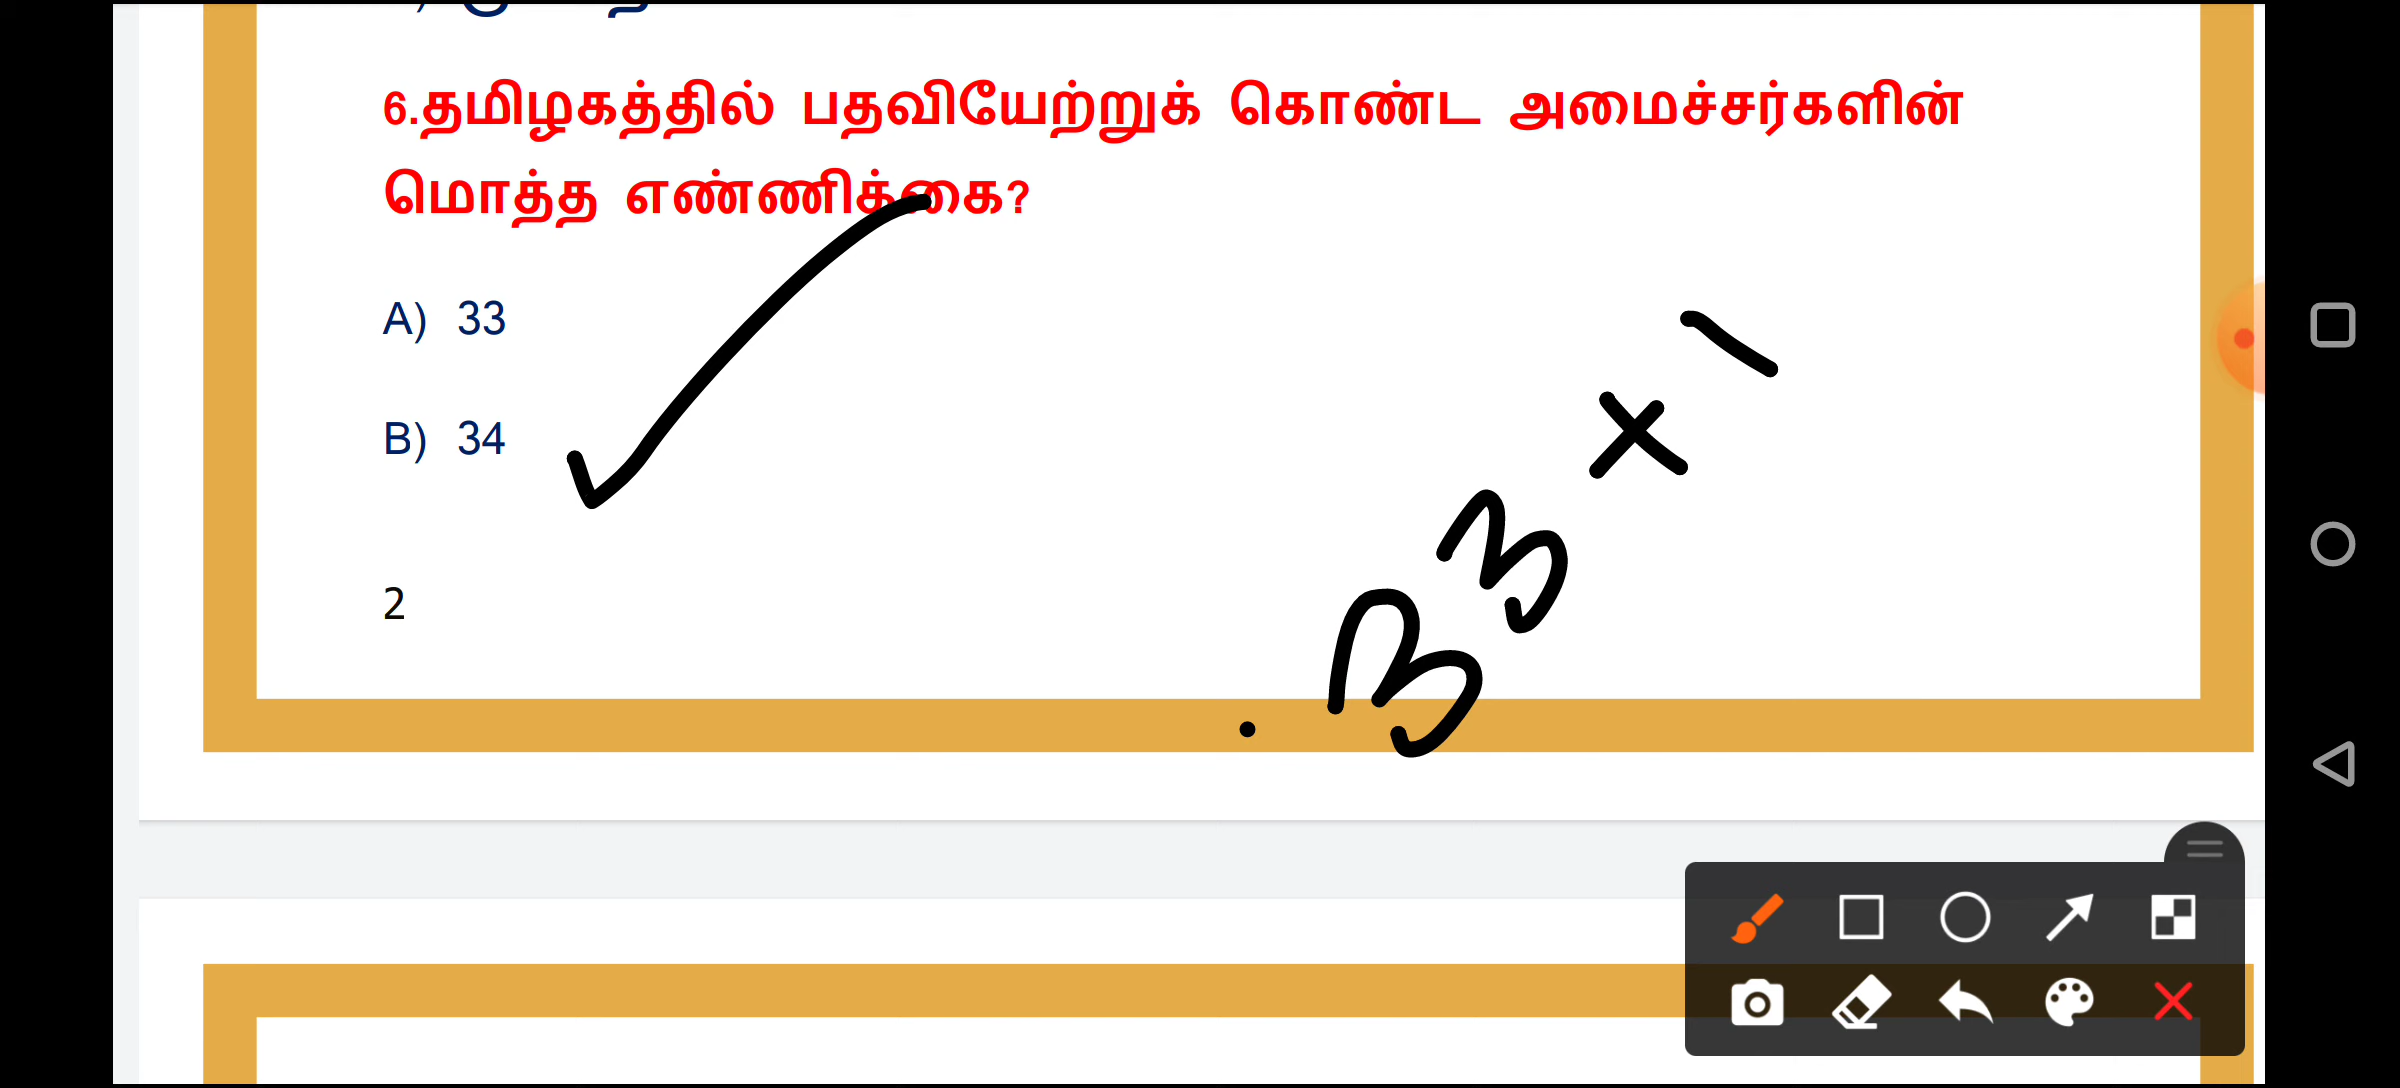 6.தமிழகத்தில் பதவியேற்றுக் கொண்ட அமைச்சர்களின்
மொத்த எண்ணிக்கை?
A) 33
B) 34
33 + 1
2